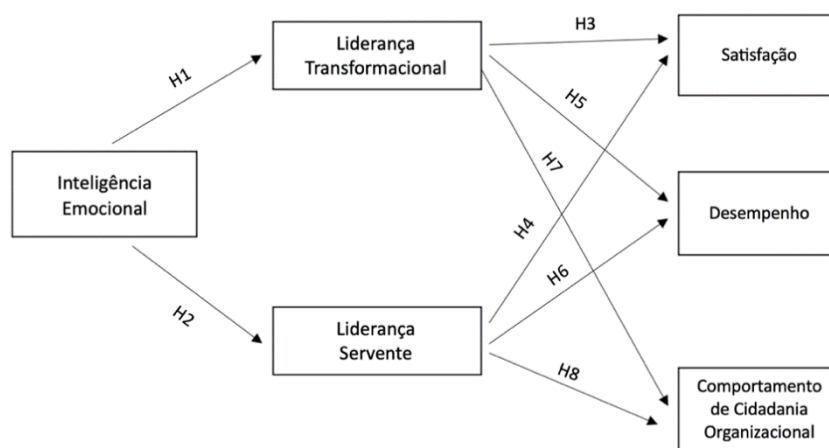 H3
Liderança
Transformacional
Satisfação
H1
H5
H7
Inteligência
Emocional
Desempenho
H4
H6
H2
Liderança
Servente
H8
Comportamento
de Cidadania
Organizacional